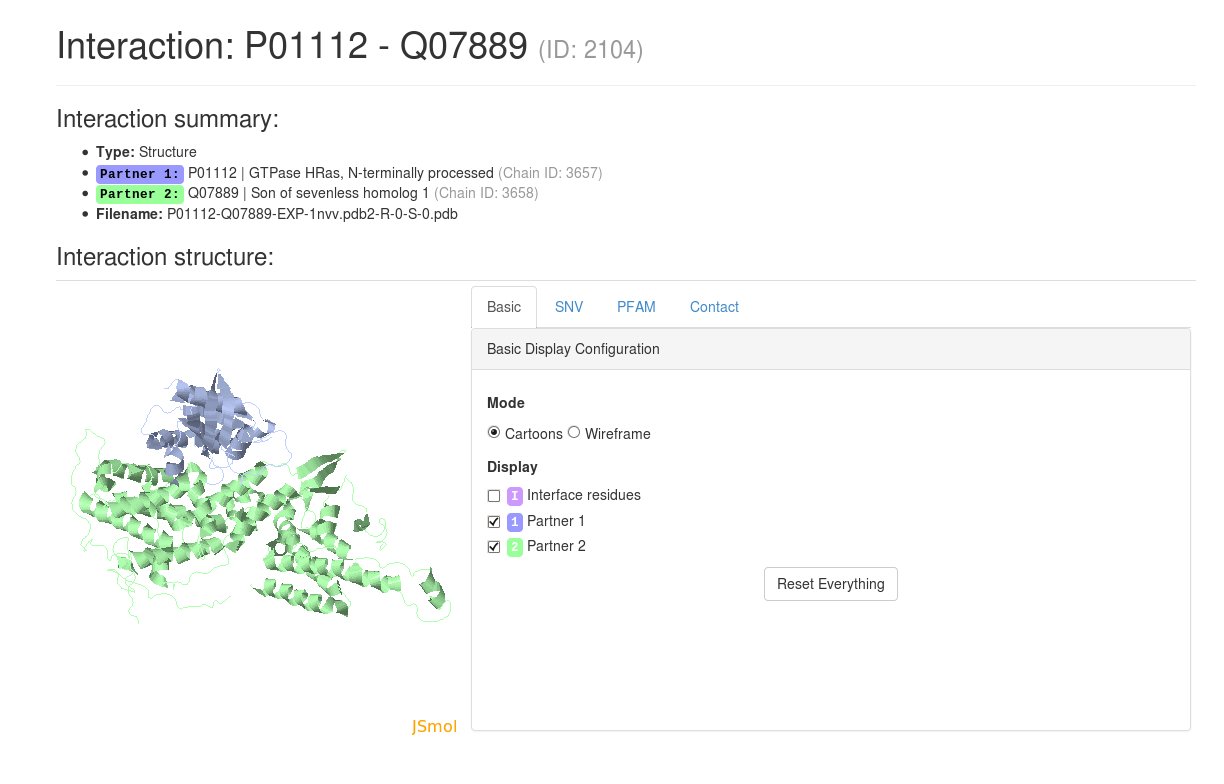 Interaction: P01112 - Q07889 (ID: 2104)
Interaction summary:
Type: Structure
Partner 1: P01112 | GTPase HRas, N-terminally processed (Chain ID: 3657)
Partner 2: Q07889 | Son of sevenless homolog 1 (Chain ID: 3658)
Filename: P01112-Q07889-EXP-1nvv.pdb2-R-0-S-0.pdb
Interaction structure:
Basic SNV PFAM Contact
Basic Display Configuration
Mode
Cartoons Wireframe
Display
I Interface residues
1 Partner 1
2 Partner 2
Reset Everything
JSmol